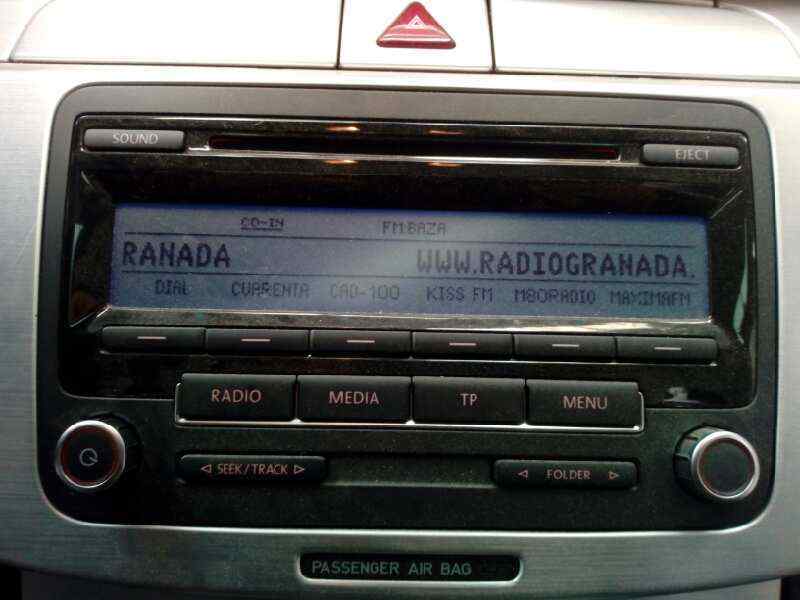 SOUND
EJECT
CD-IN FM-BAZA
RANADA WWW.RADIOGRANADA.
DIAL CUARENTA CAD-100 KISS FM M80RADIO MAXIMAFM
RADIO MEDIA TP MENU
SEEK/TRACK FOLDER
PASSENGER AIR BAG